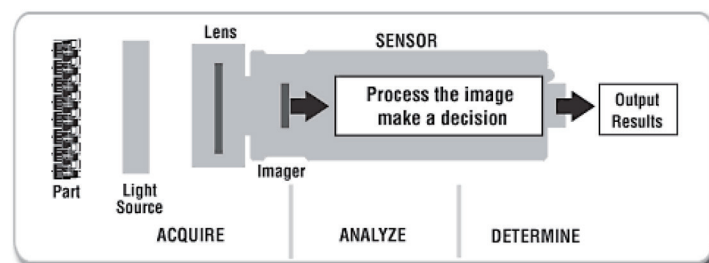 Lens
SENSOR
Process the image
make a decision
Output
Results
Part
Light
Source
Imager
ACQUIRE
ANALYZE
DETERMINE